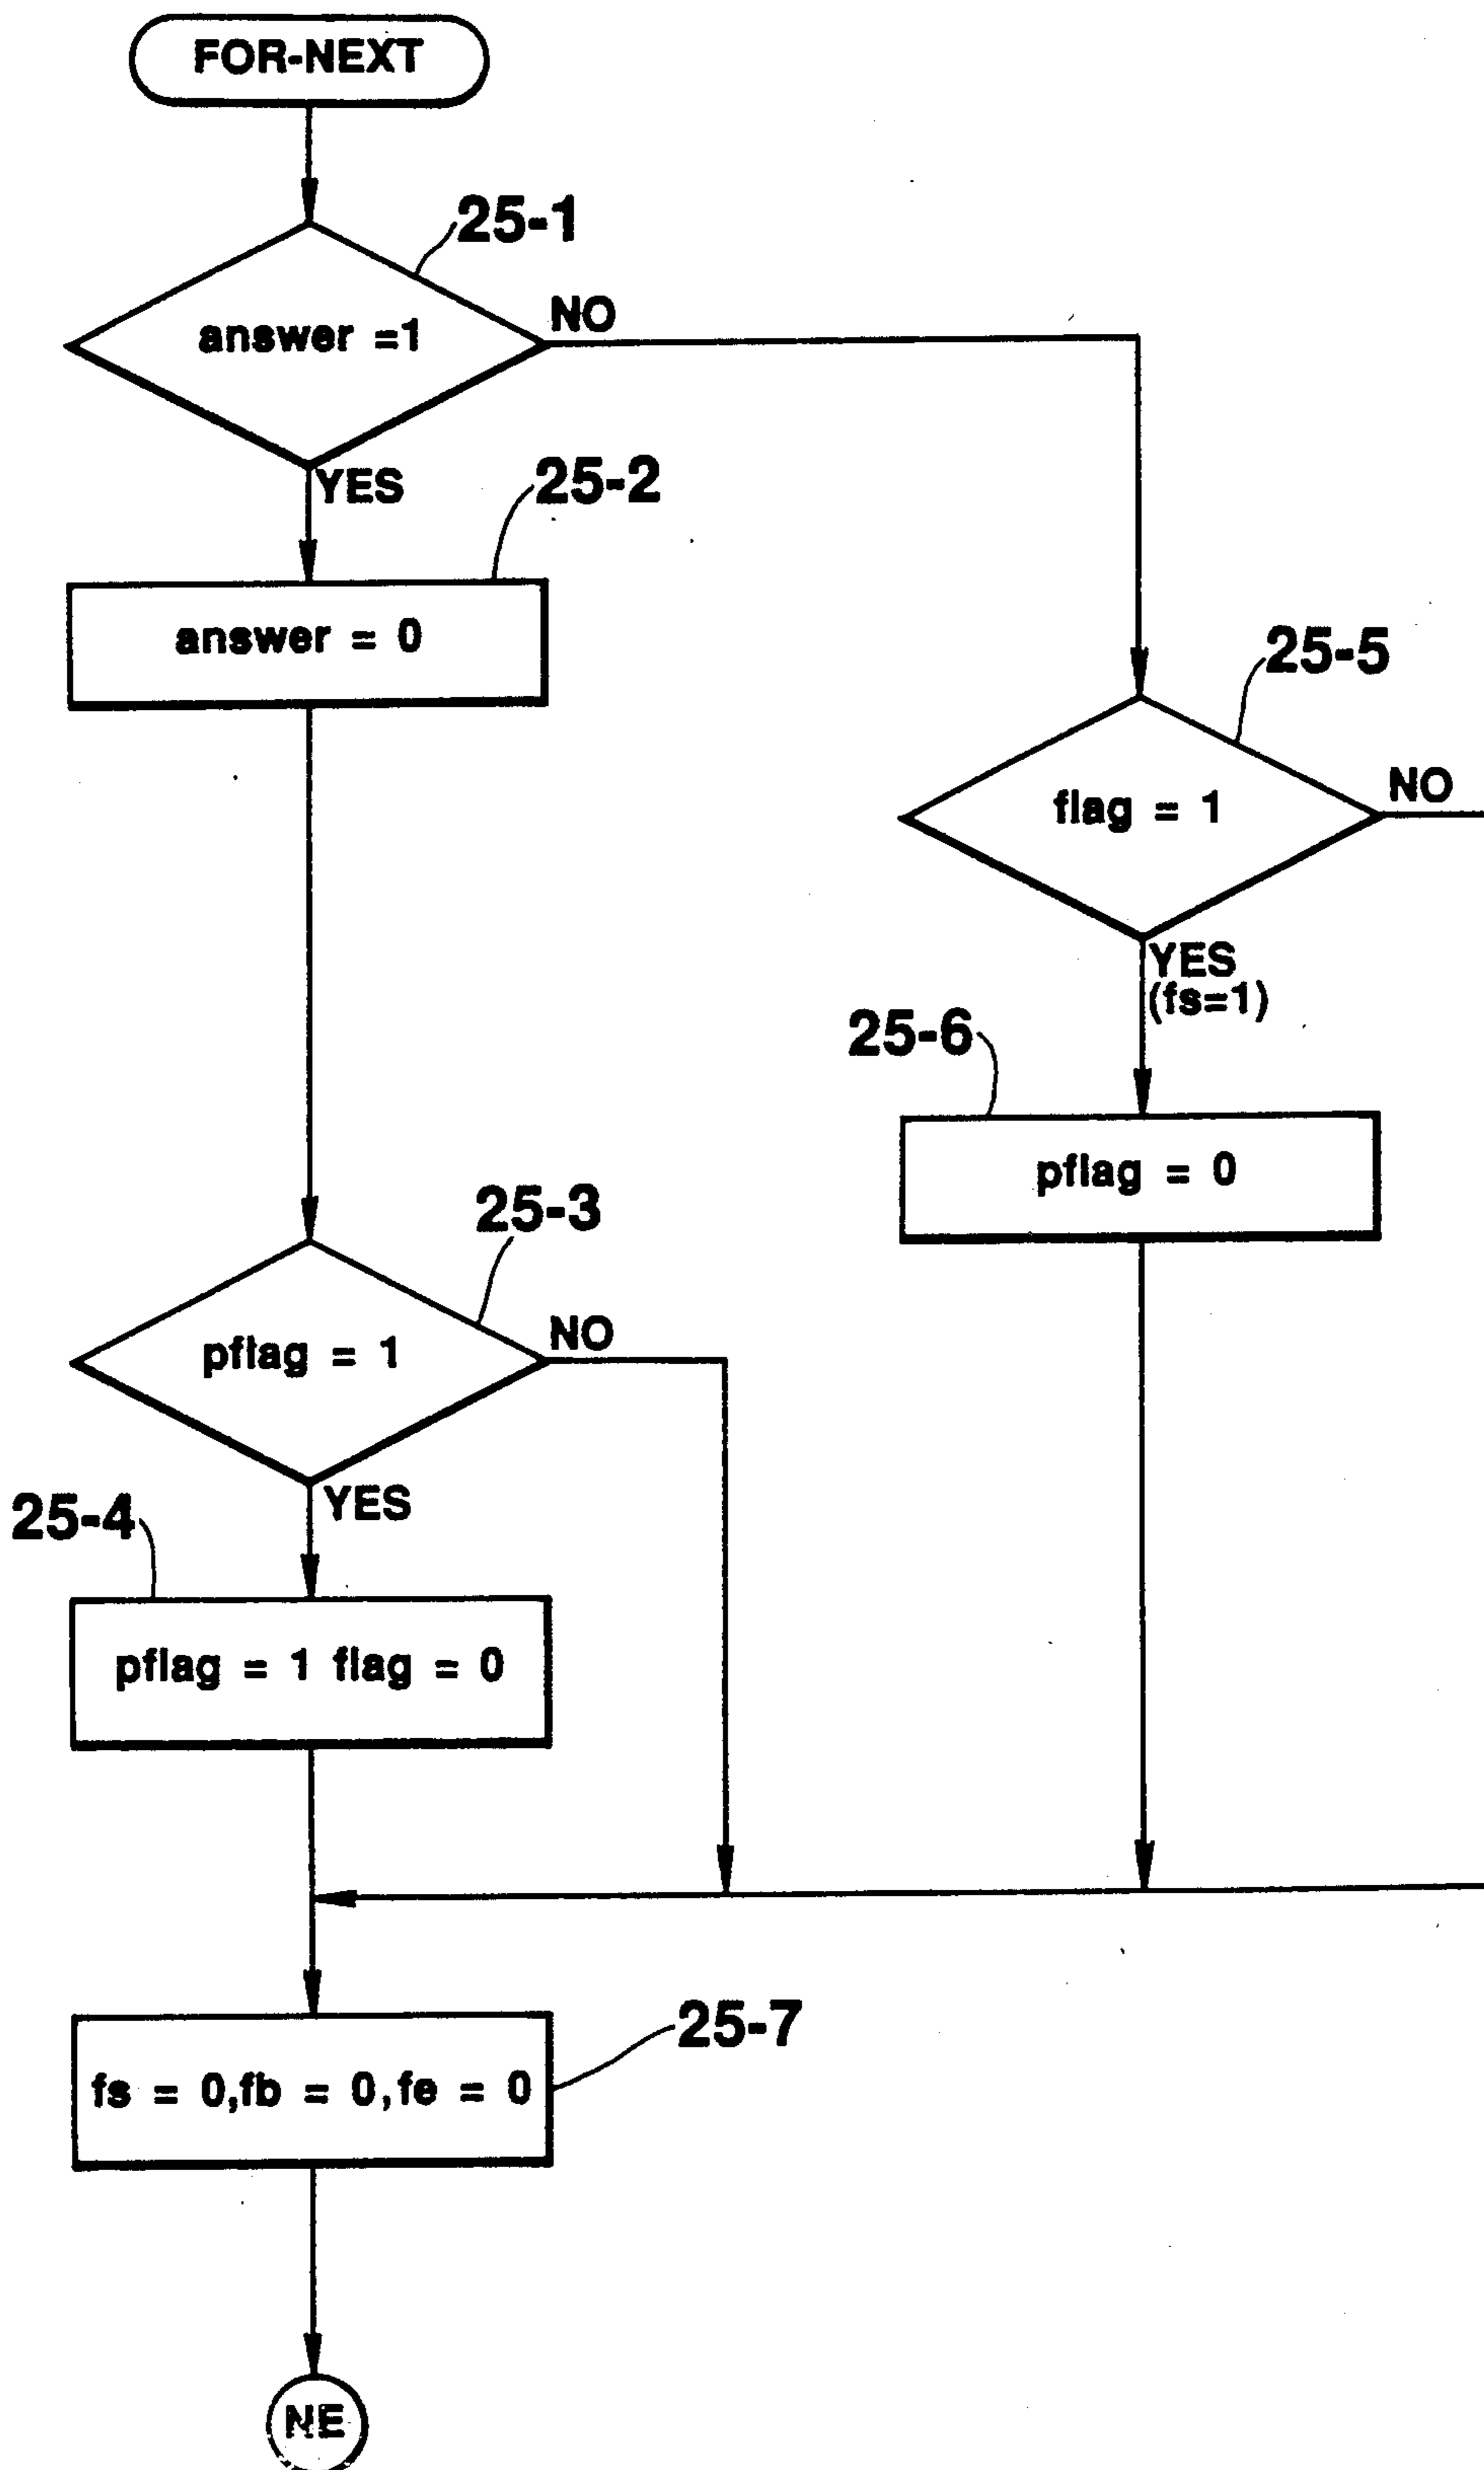 FOR-NEXT
25-1
answer =1
NO
YES
25-2
answer = 0
25-5
flag = 1
NO
YES
(fs=1)
25-6
pflag = 0
25-3
pflag = 1
NO
YES
25-4
pflag = 1 flag = 0
25-7
fs = 0,fb = 0,fe = 0
NE